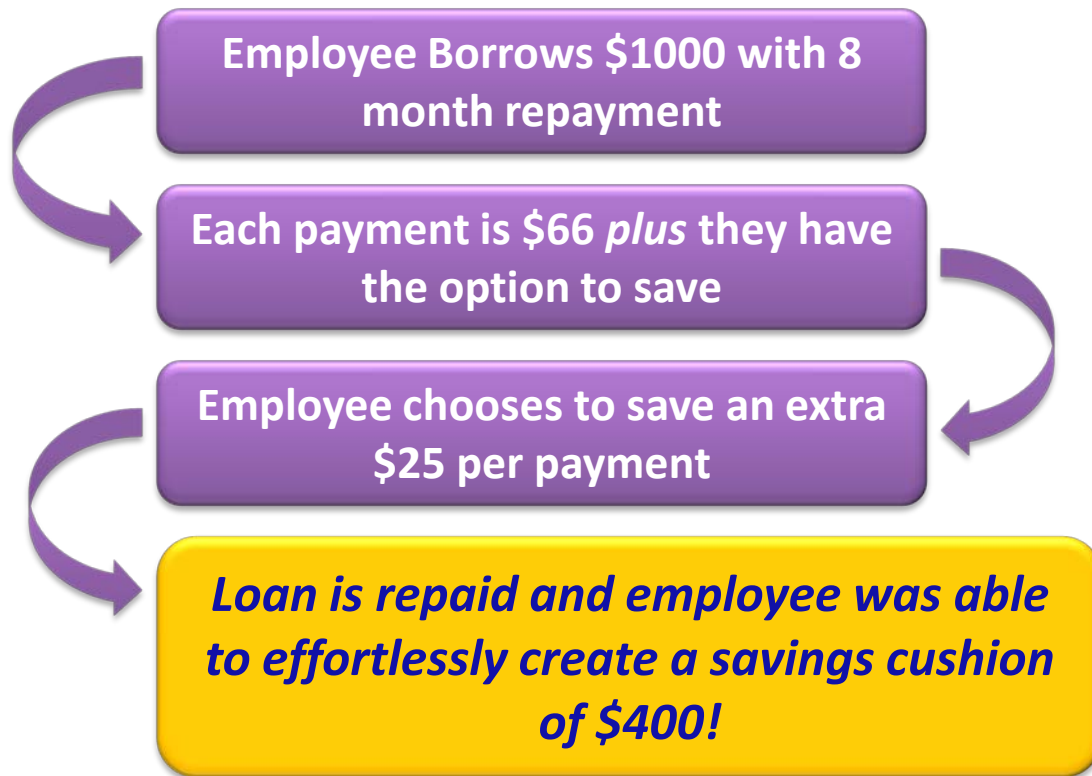 Employee Borrows $1000 with 8
month repayment
Each payment is $66 plus they have
the option to save
Employee chooses to save an extra
$25 per payment
Loan is repaid and employee was able
to effortlessly create a savings cushion
of $400!